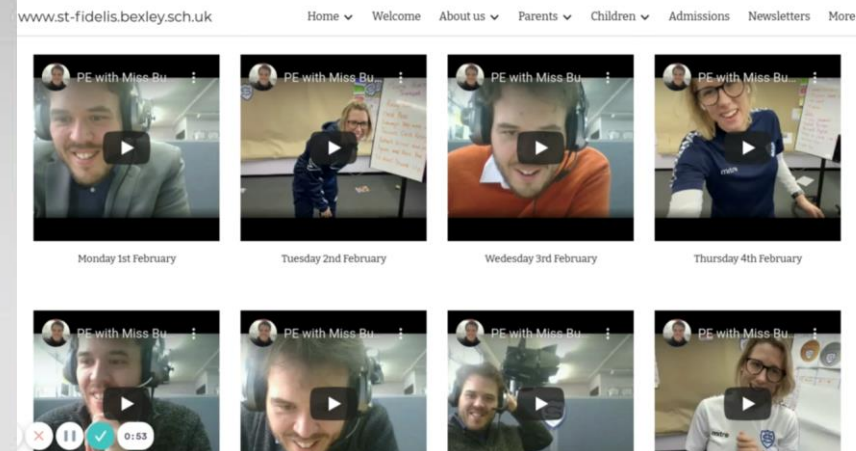 www.st-fidelis.bexley.sch.uk
Home Welcome About us Parents Children Admissions Newsletters More
PE with Miss Bu...
PE with Miss Bu...
PE with Miss Bu...
PE with Miss Bu...
mitre
Monday 1st February
Tuesday 2nd February
Wedesday 3rd February
Thursday 4th February
PE with Miss Bu...
PE with Miss Bu...
PE with Miss Bu...
PE with Miss Bu...
mitre
0:53